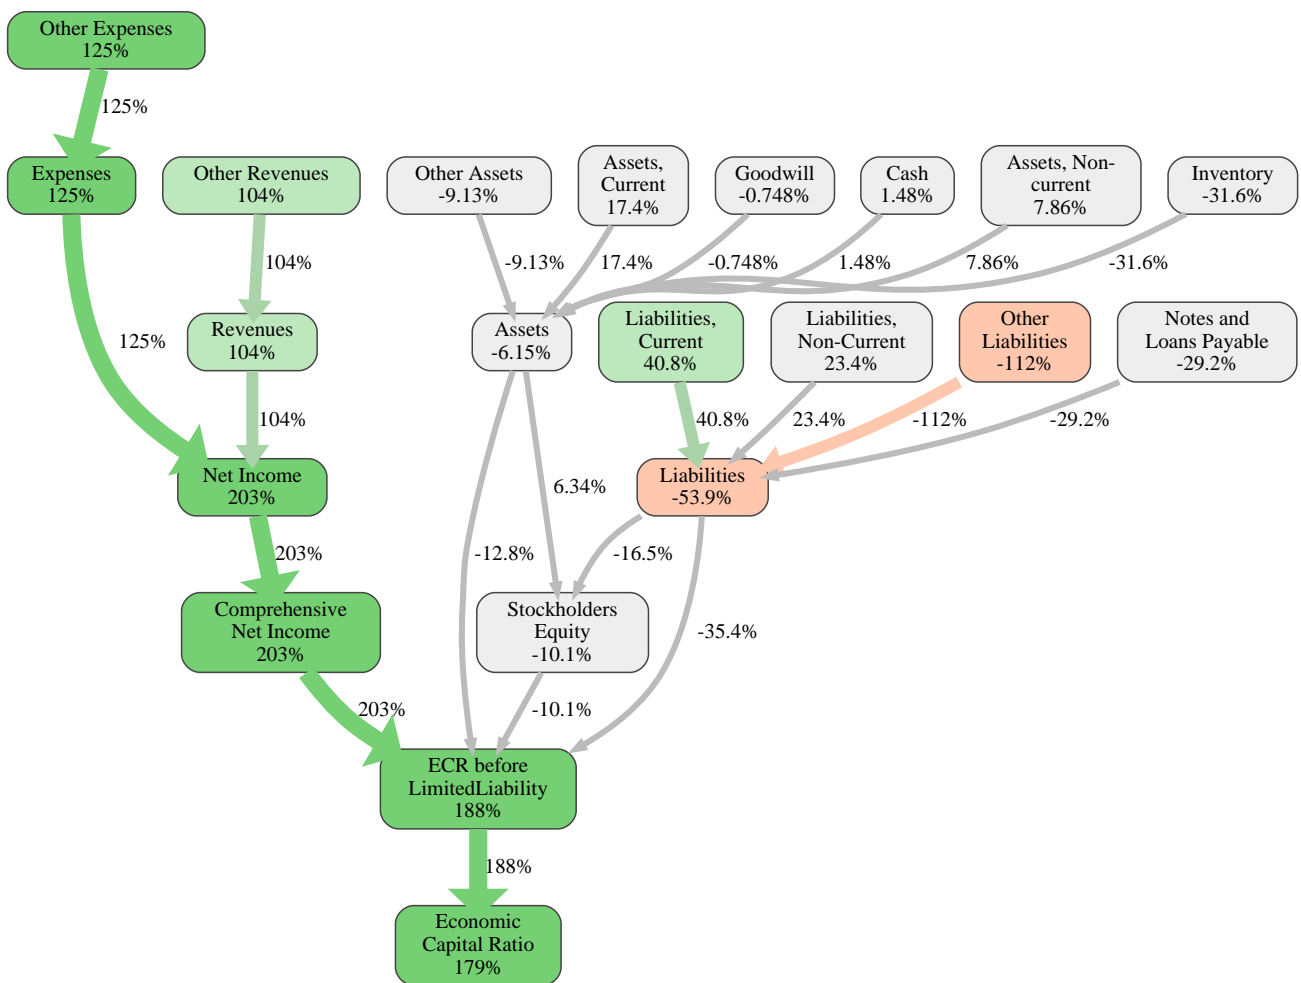 Other Expenses
125%
125%
Expenses
125%
Other Revenues
104%
Other Assets
-9.13%
Assets,
Current
17.4%
Goodwill
-0.748%
Cash
1.48%
Assets, Non-
current
7.86%
Inventory
-31.6%
104%
-9.13%
17.4%
-0.748%
1.48%
7.86%
-31.6%
125%
Revenues
104%
Assets
-6.15%
Liabilities,
Current
40.8%
Liabilities,
Non-Current
23.4%
Other
Liabilities
-112%
Notes and
Loans Payable
-29.2%
104%
40.8%
23.4%
-112%
-29.2%
Net Income
203%
6.34%
Liabilities
-53.9%
203%
-12.8%
-16.5%
-35.4%
Comprehensive
Net Income
203%
Stockholders
Equity
-10.1%
203%
-10.1%
ECR before
LimitedLiability
188%
188%
Economic
Capital Ratio
179%